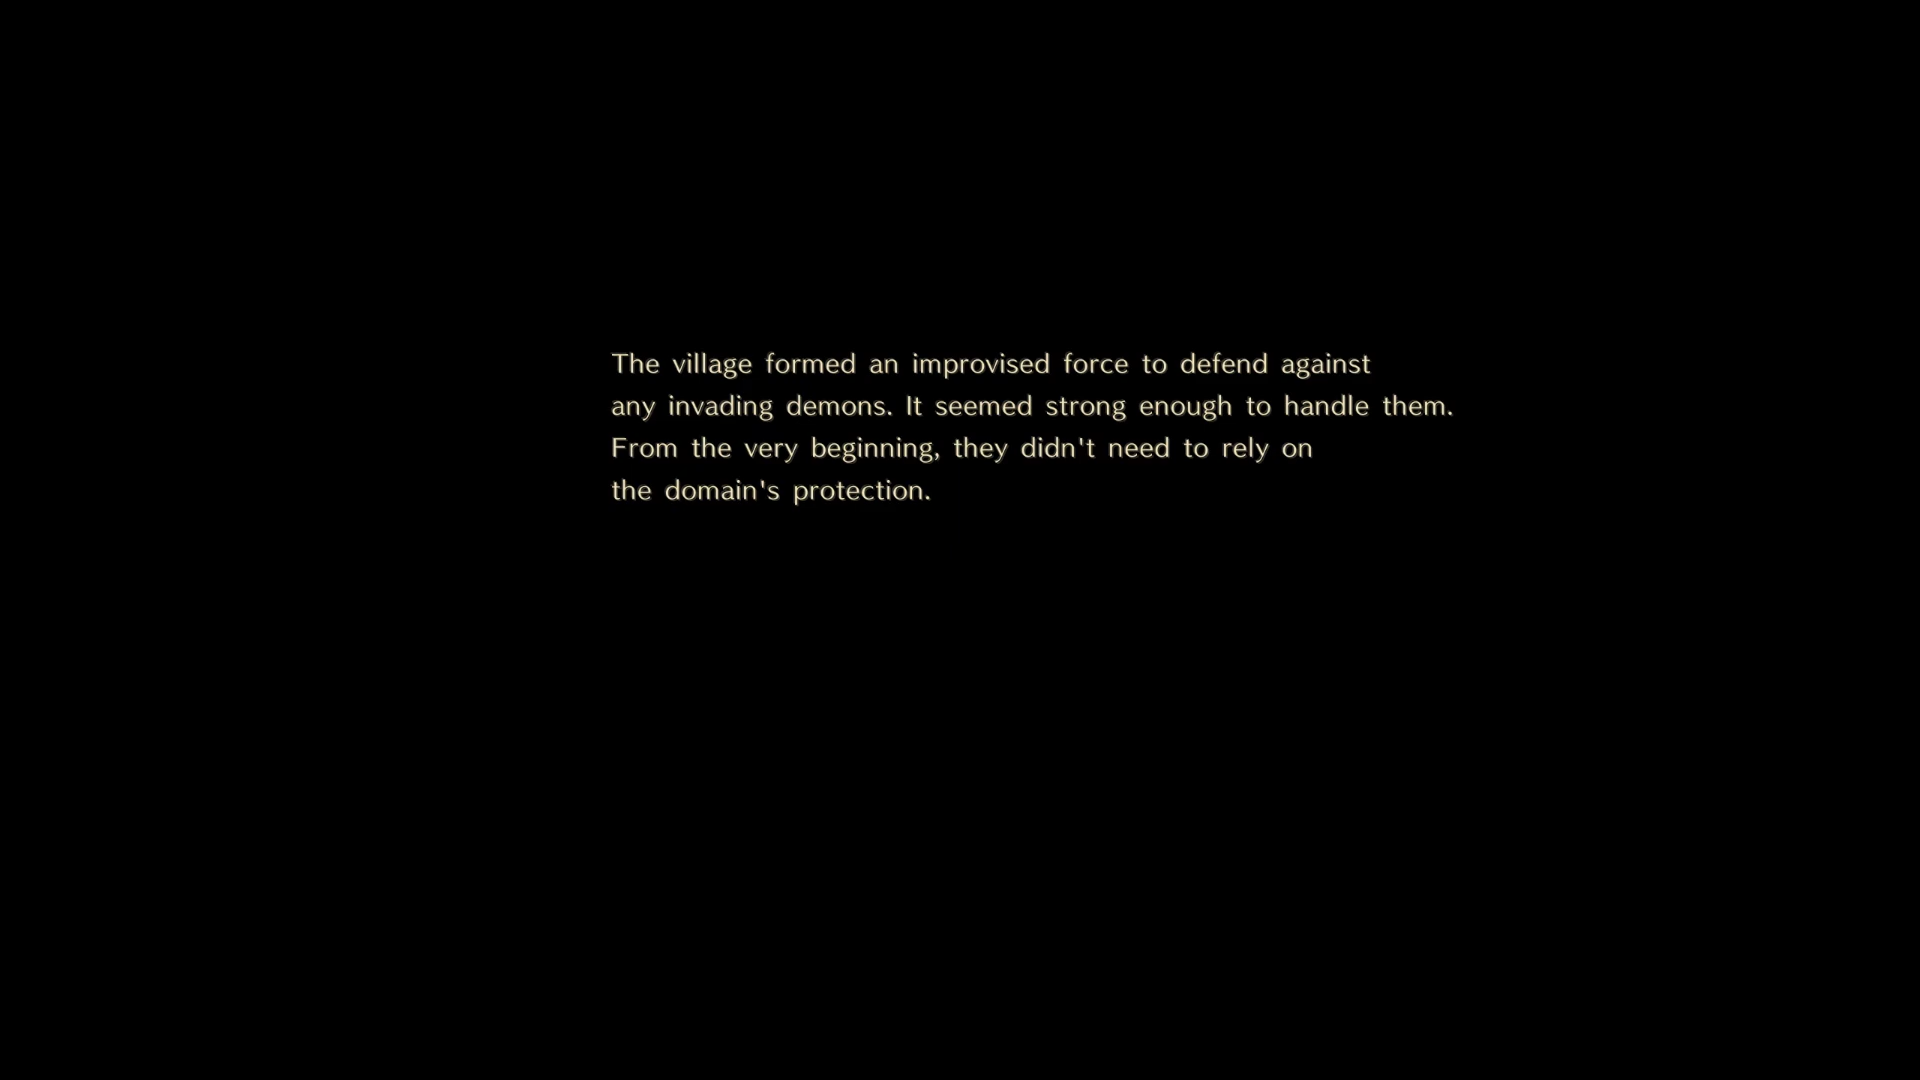 The village formed an improvised force to defend against
any invading demons. It seemed strong enough to handle them.
From the very beginning, they didn't need to rely on
the domain's protection.